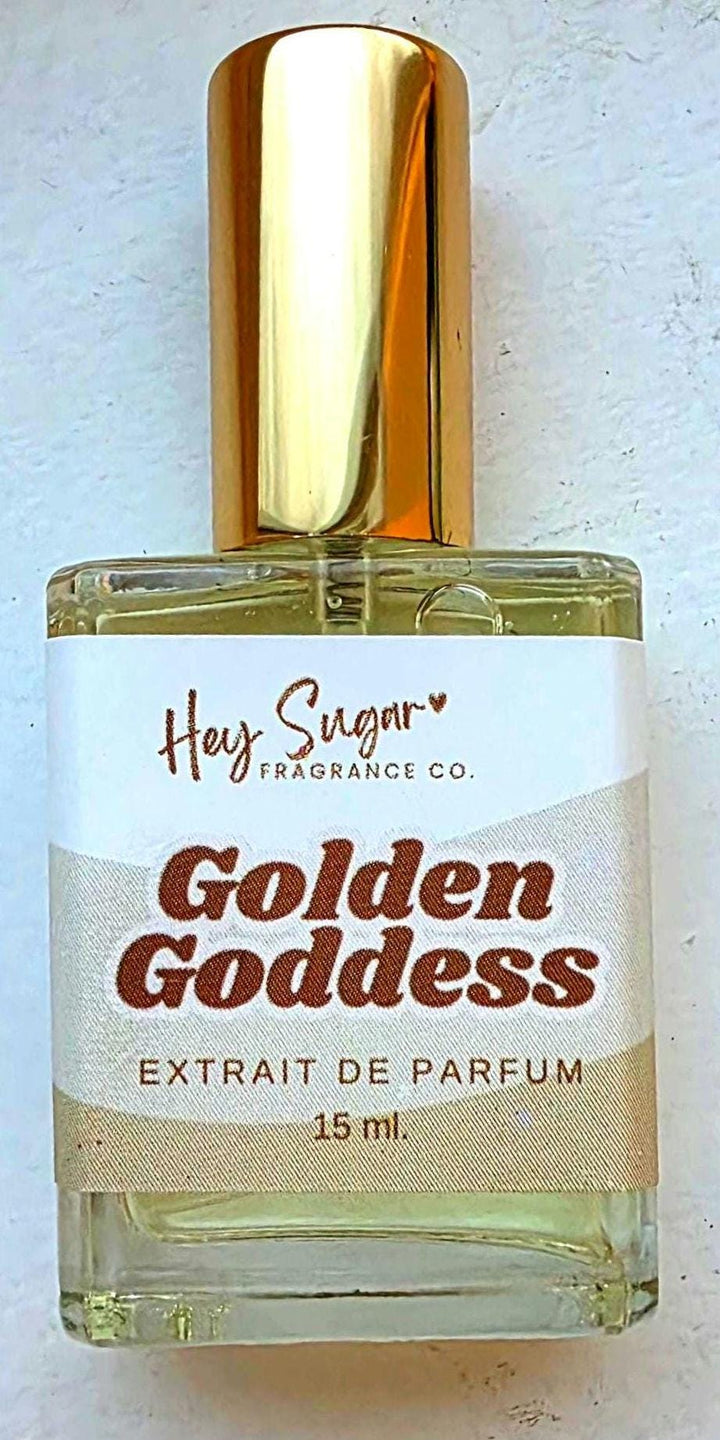 Hey Sugar♥
FRAGRANCE CO.
Golden
Goddess
EXTRAIT DE PARFUM
15 ml.